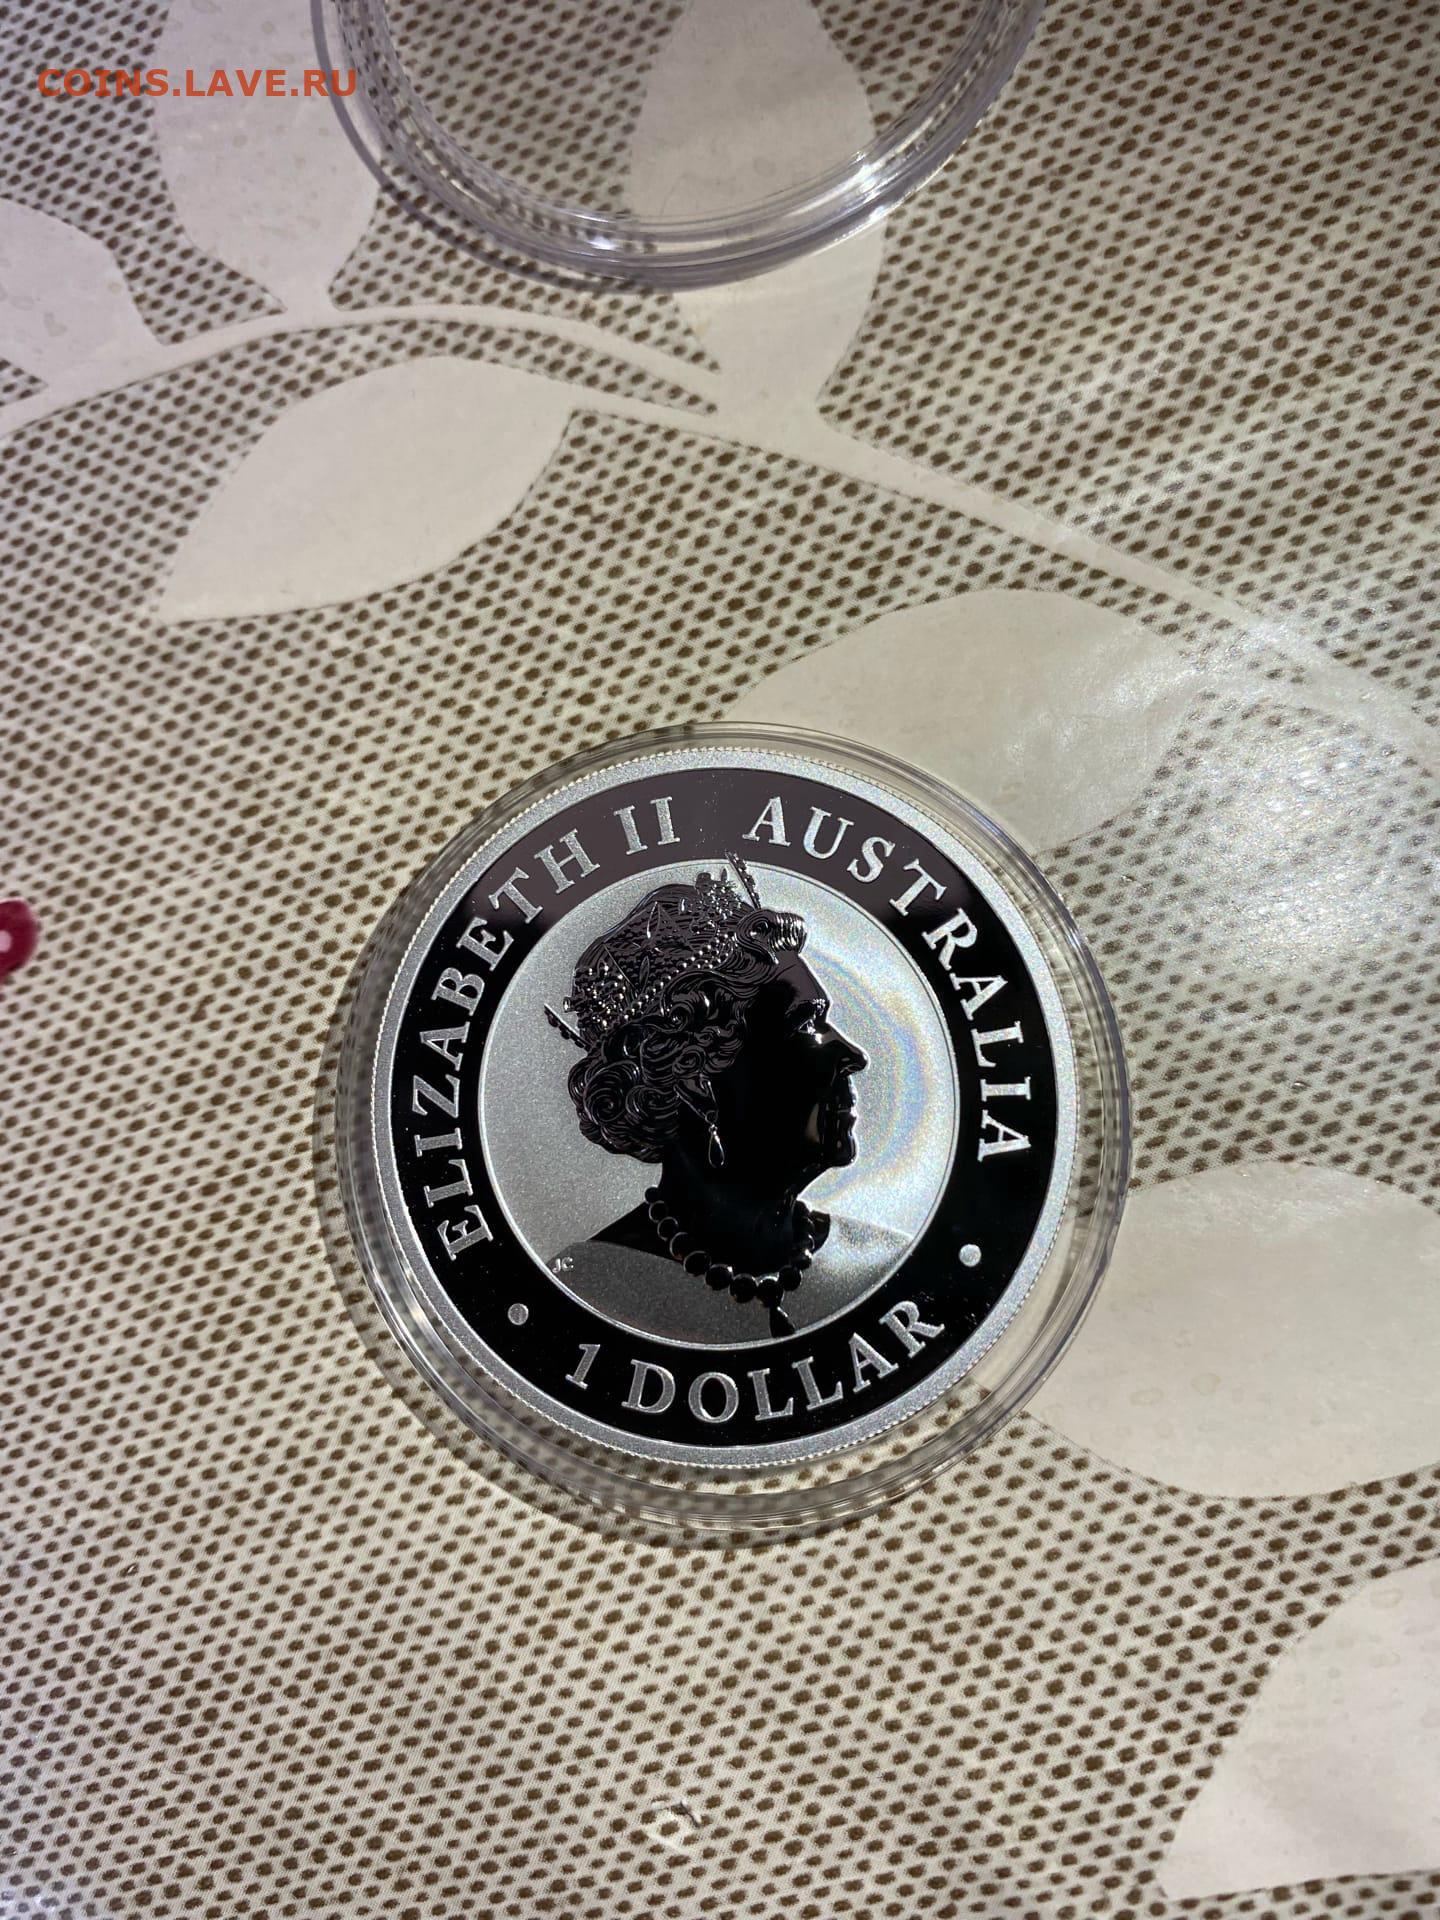 COINS.LAVE.RU
ELIZABETH II AUSTRALIA
JC
• 1 DOLLAR •